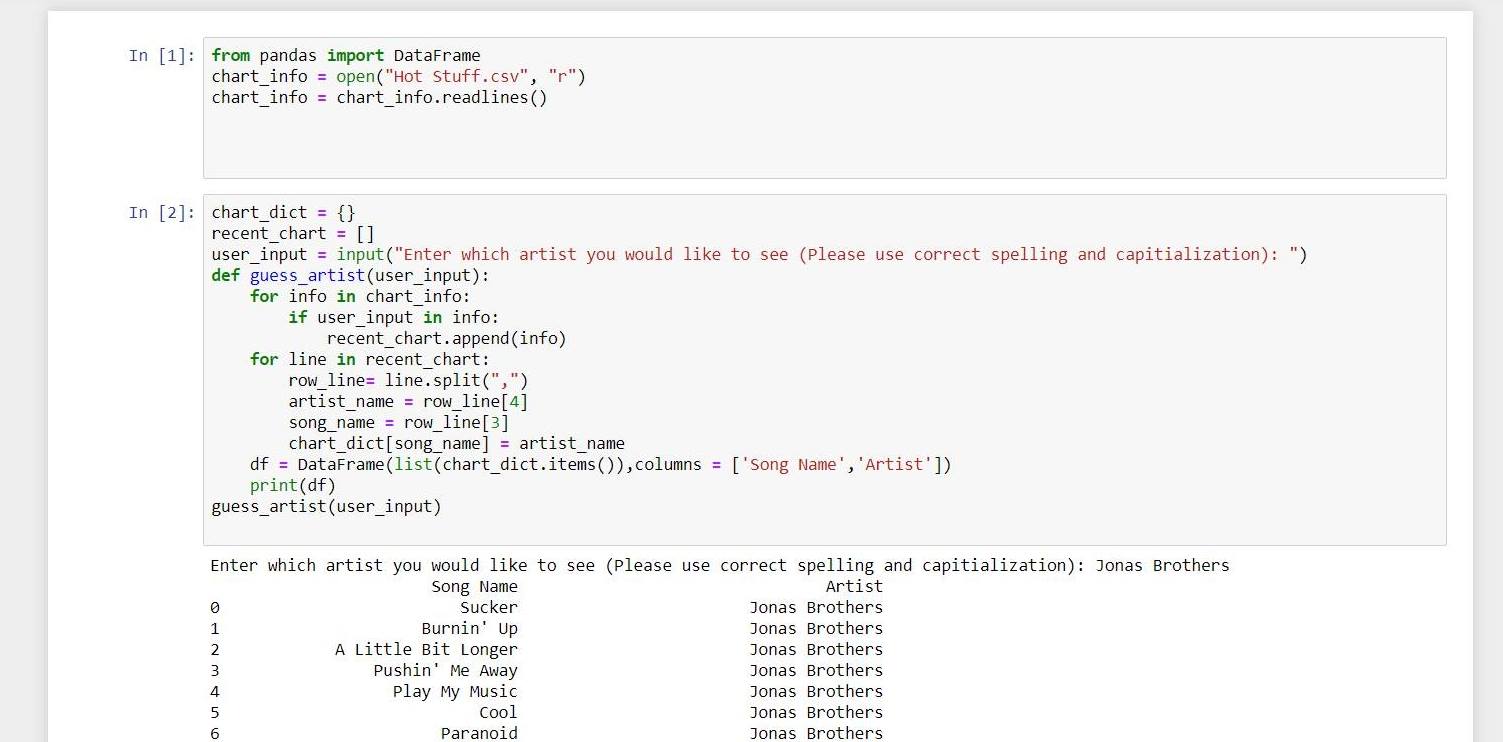 In [1]: from pandas import DataFrame
chart_info = open("Hot Stuff.csv", "r")
chart_info = chart_info.readlines()
In [2]: chart_dict = {}
recent_chart = []
user_input = input("Enter which artist you would like to see (Please use correct spelling and capitialization): ")
def guess_artist(user_input):
    for info in chart_info:
        if user_input in info:
            recent_chart.append(info)
    for line in recent_chart:
        row_line= line.split(",")
        artist_name = row_line[4]
        song_name = row_line[3]
        chart_dict[song_name] = artist_name
    df = DataFrame(list(chart_dict.items()),columns = ['Song Name','Artist'])
    print(df)
guess_artist(user_input)
Enter which artist you would like to see (Please use correct spelling and capitialization): Jonas Brothers
Song Name Artist
0 Sucker Jonas Brothers
1 Burnin' Up Jonas Brothers
2 A Little Bit Longer Jonas Brothers
3 Pushin' Me Away Jonas Brothers
4 Play My Music Jonas Brothers
5 Cool Jonas Brothers
6 Paranoid Jonas Brothers